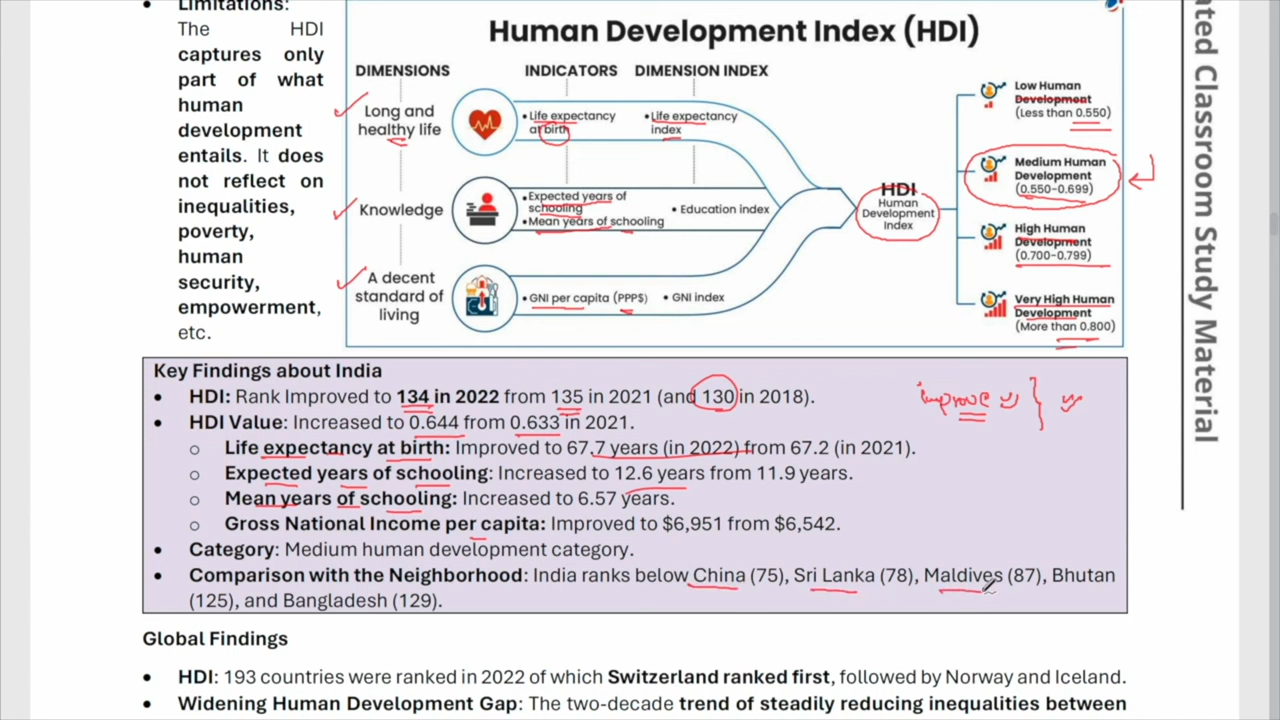 • Limitations:
The HDI
captures only
part of what
human
development
entails. It does
not reflect on
inequalities,
poverty,
human
security,
empowerment,
etc.
Human Development Index (HDI)
DIMENSIONS INDICATORS DIMENSION INDEX
Long and
healthy life
• Life expectancy
at birth
• Life expectancy
index
Knowledge
• Expected years of
schooling
• Mean years of schooling
• Education index
A decent
standard of
living
• GNI per capita (PPP$)
• GNI index
HDI
Human
Development
Index
Low Human
Development
(Less than 0.550)
Medium Human
Development
(0.550-0.699)
High Human
Development
(0.700-0.799)
Very High Human
Development
(More than 0.800)
Key Findings about India
• HDI: Rank Improved to 134 in 2022 from 135 in 2021 (and 130 in 2018).
improve
• HDI Value: Increased to 0.644 from 0.633 in 2021.
o Life expectancy at birth: Improved to 67.7 years (in 2022) from 67.2 (in 2021).
o Expected years of schooling: Increased to 12.6 years from 11.9 years.
o Mean years of schooling: Increased to 6.57 years.
o Gross National Income per capita: Improved to $6,951 from $6,542.
• Category: Medium human development category.
• Comparison with the Neighborhood: India ranks below China (75), Sri Lanka (78), Maldives (87), Bhutan
(125), and Bangladesh (129).
Global Findings
• HDI: 193 countries were ranked in 2022 of which Switzerland ranked first, followed by Norway and Iceland.
• Widening Human Development Gap: The two-decade trend of steadily reducing inequalities between
ated Classroom Study Material